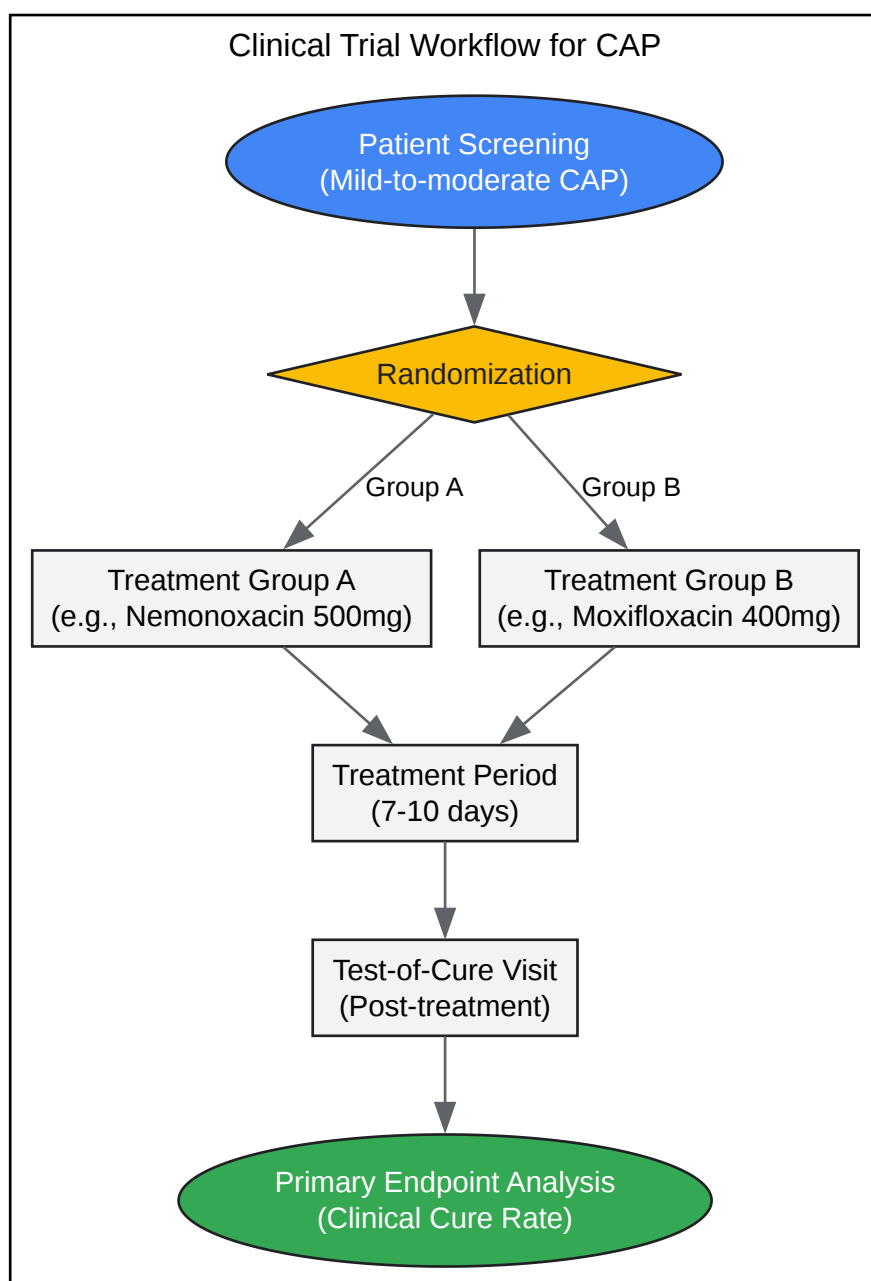 Clinical Trial Workflow for CAP
Patient Screening
(Mild-to-moderate CAP)
Randomization
Group A
Group B
Treatment Group A
(e.g., Nemonoxacin 500mg)
Treatment Group B
(e.g., Moxifloxacin 400mg)
Treatment Period
(7-10 days)
Test-of-Cure Visit
(Post-treatment)
Primary Endpoint Analysis
(Clinical Cure Rate)